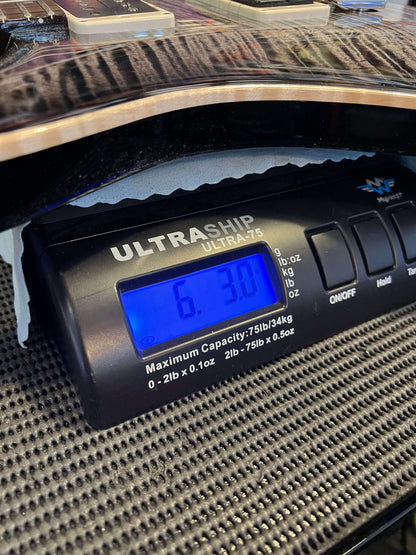 ULTRASHIP
ULTRA-75
g
lb:oz
kg
lb
oz
6. 3.0
ON/OFF
Hold
Maximum Capacity:75lb/34kg
0 - 2lb x 0.1oz 2lb - 75lb x 0.5oz